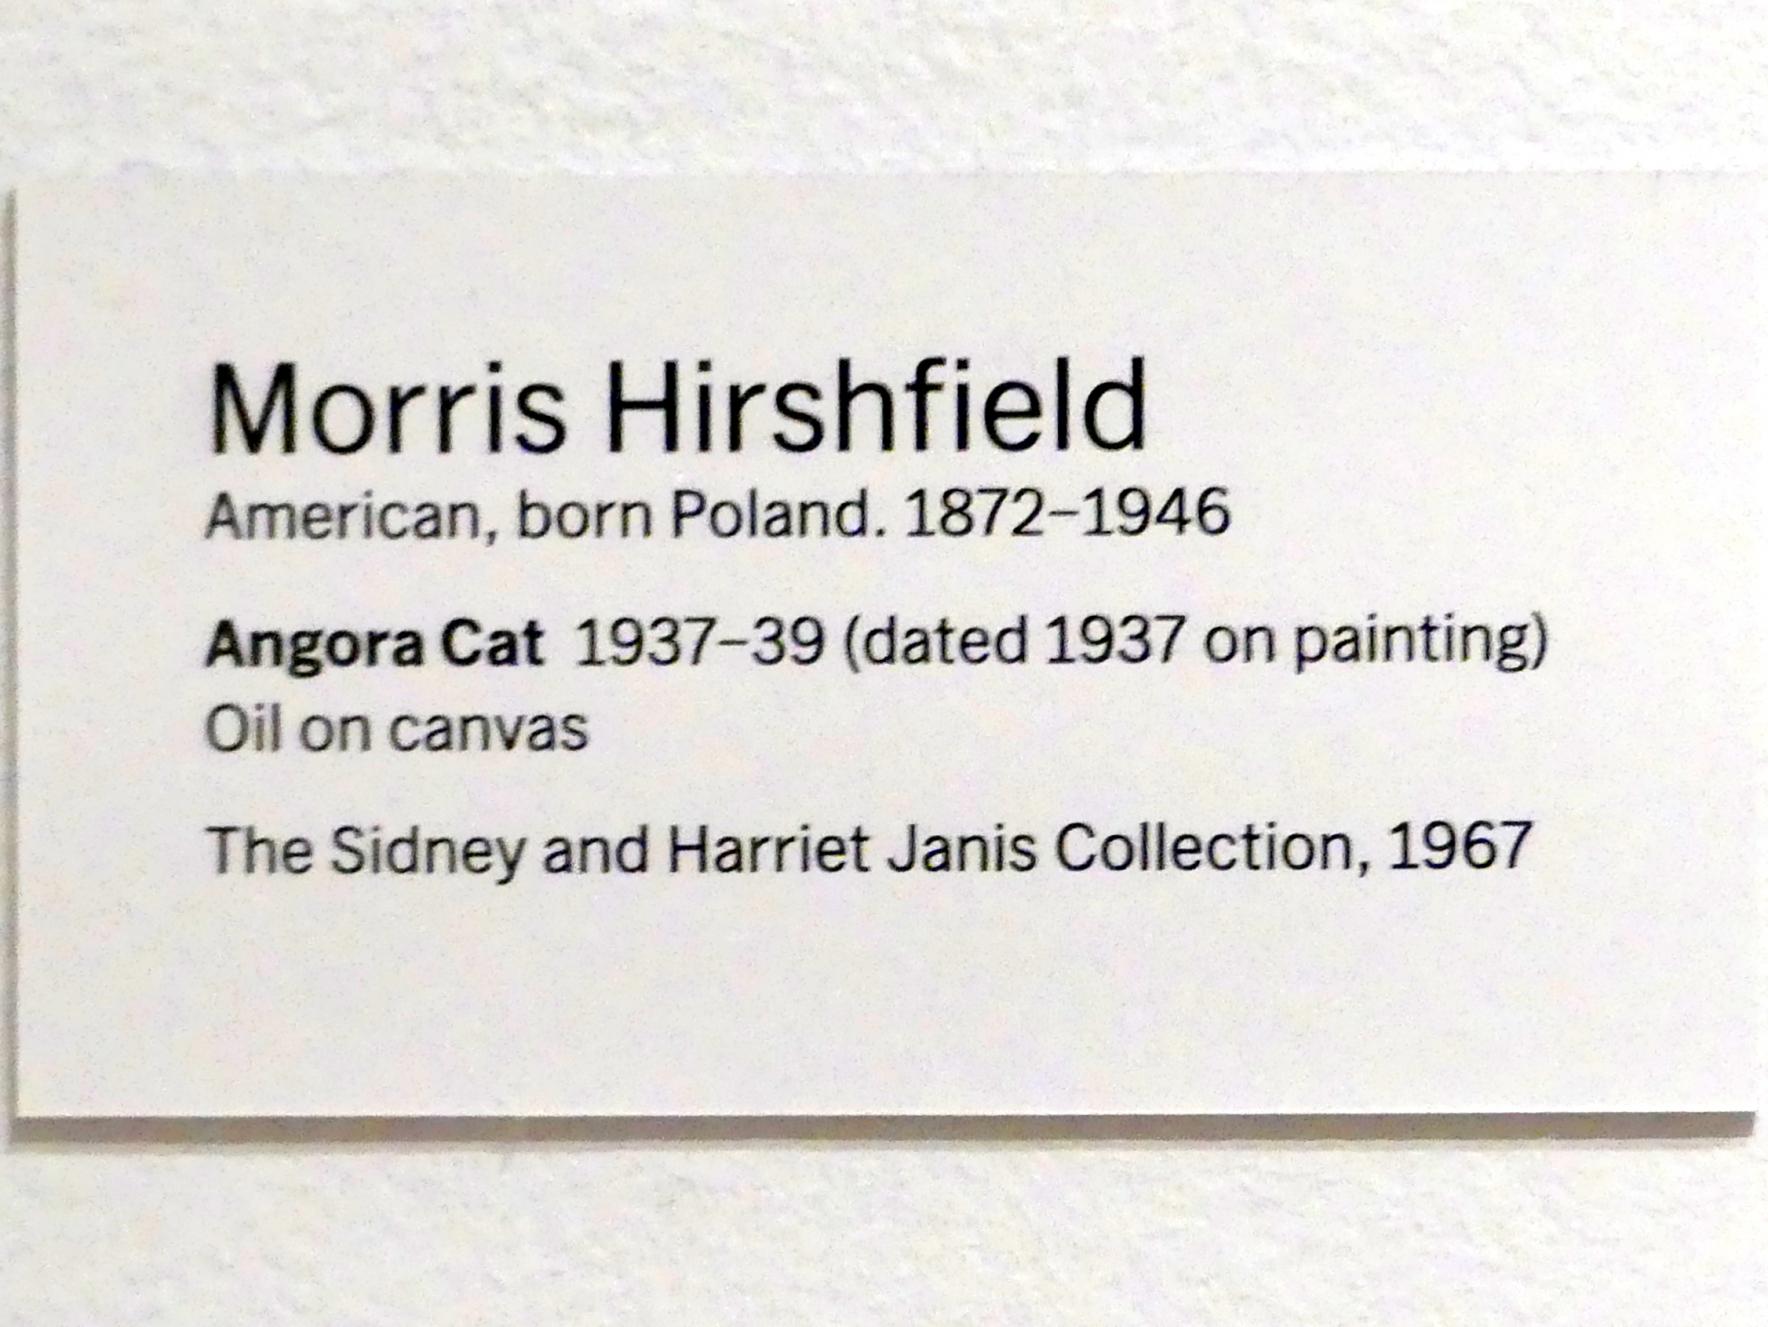 Morris Hirshfield
American, born Poland. 1872–1946
Angora Cat 1937–39 (dated 1937 on painting)
Oil on canvas
The Sidney and Harriet Janis Collection, 1967